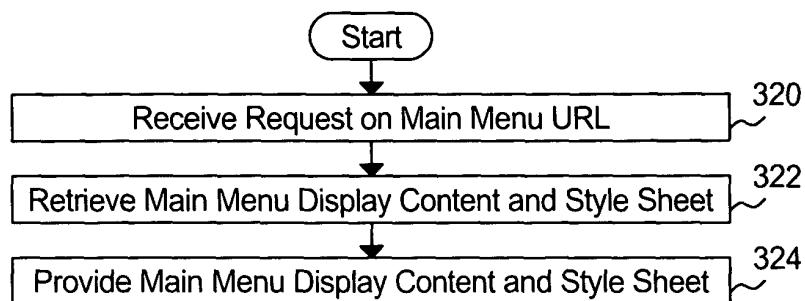 Start
320
Receive Request on Main Menu URL
322
Retrieve Main Menu Display Content and Style Sheet
324
Provide Main Menu Display Content and Style Sheet